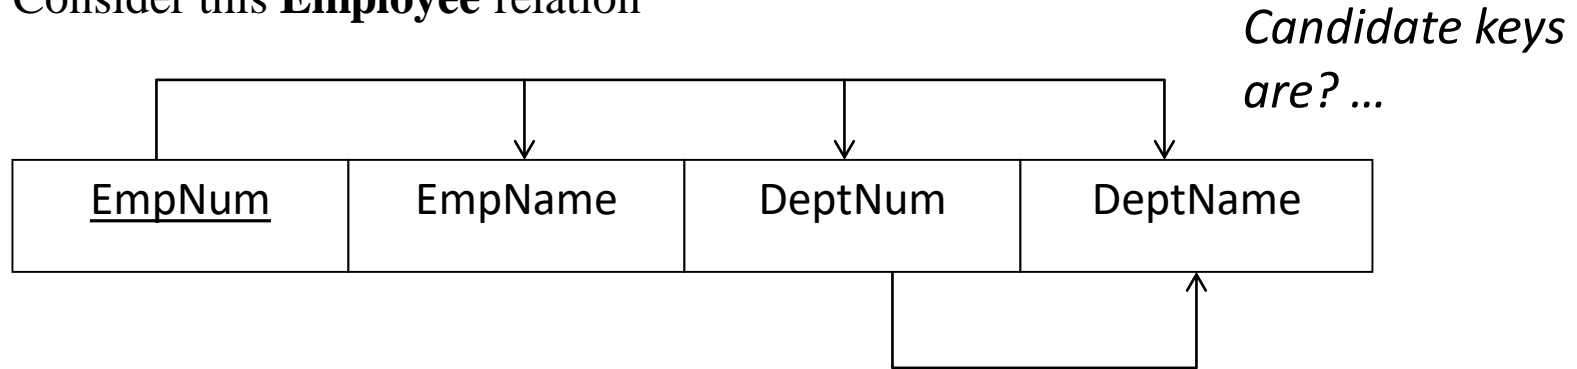 Consider this Employee relation
Candidate keys
are? ...
EmpNum EmpName DeptNum DeptName